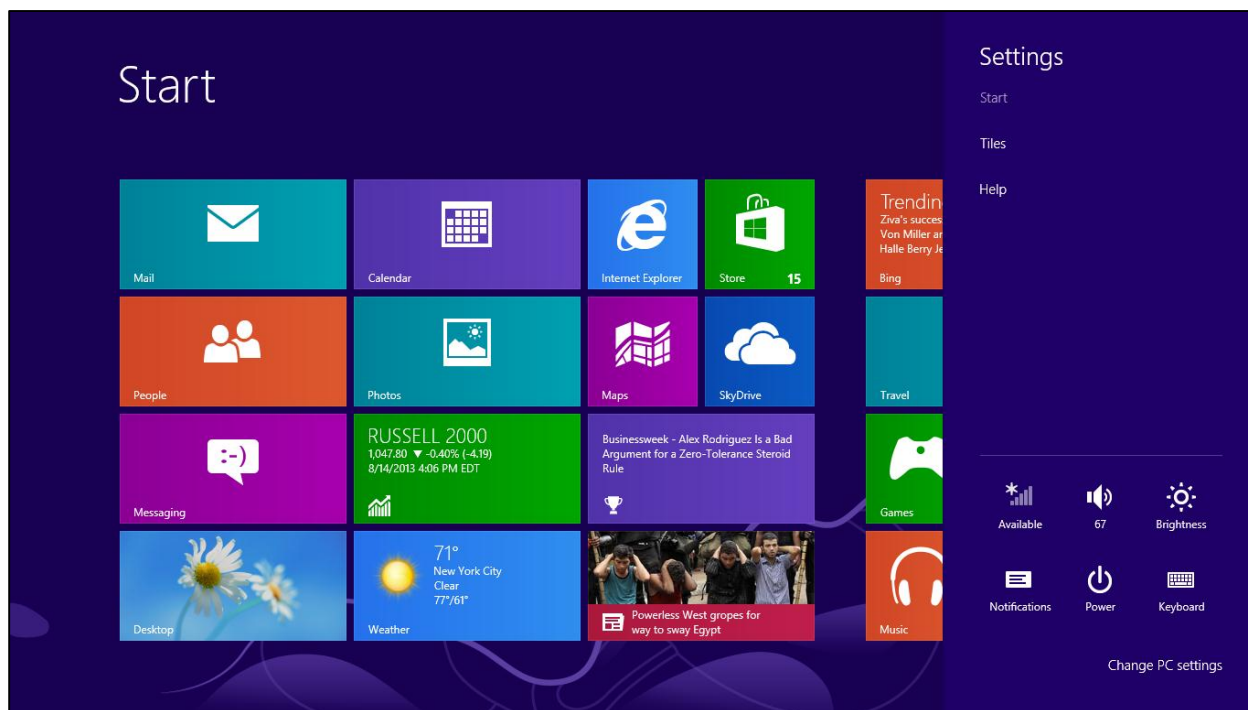 Start
Mail
Calendar
Internet Explorer
Store
15
Trendin
Ziva's succes
Von Miller ar
Halle Berry Je
Bing
People
Photos
Maps
SkyDrive
Travel
Messaging
:-)
RUSSELL 2000
1,047.80 ▼ -0.40% (-4.19)
8/14/2013 4:06 PM EDT
Businessweek - Alex Rodriguez Is a Bad
Argument for a Zero-Tolerance Steroid
Rule
Games
Desktop
71°
New York City
Clear
77°/61°
Weather
Powerless West gropes for
way to sway Egypt
Music
Settings
Start
Tiles
Help
Available
67
Brightness
Notifications
Power
Keyboard
Change PC settings